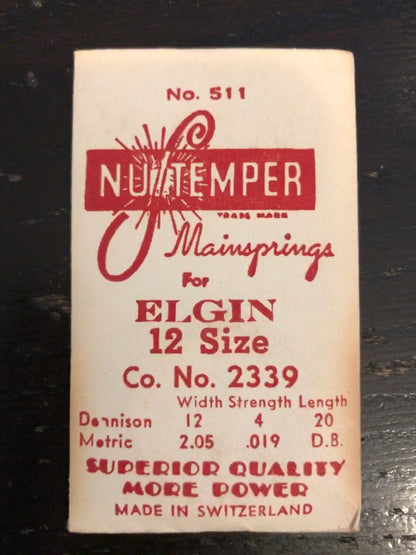 No. 511
NU-TEMPER
TRADE MARK
Mainsprings
For
ELGIN
12 Size
Co. No. 2339
Width Strength Length
Dennison 12 4 20
Metric 2.05 .019 D.B.
SUPERIOR QUALITY
MORE POWER
MADE IN SWITZERLAND